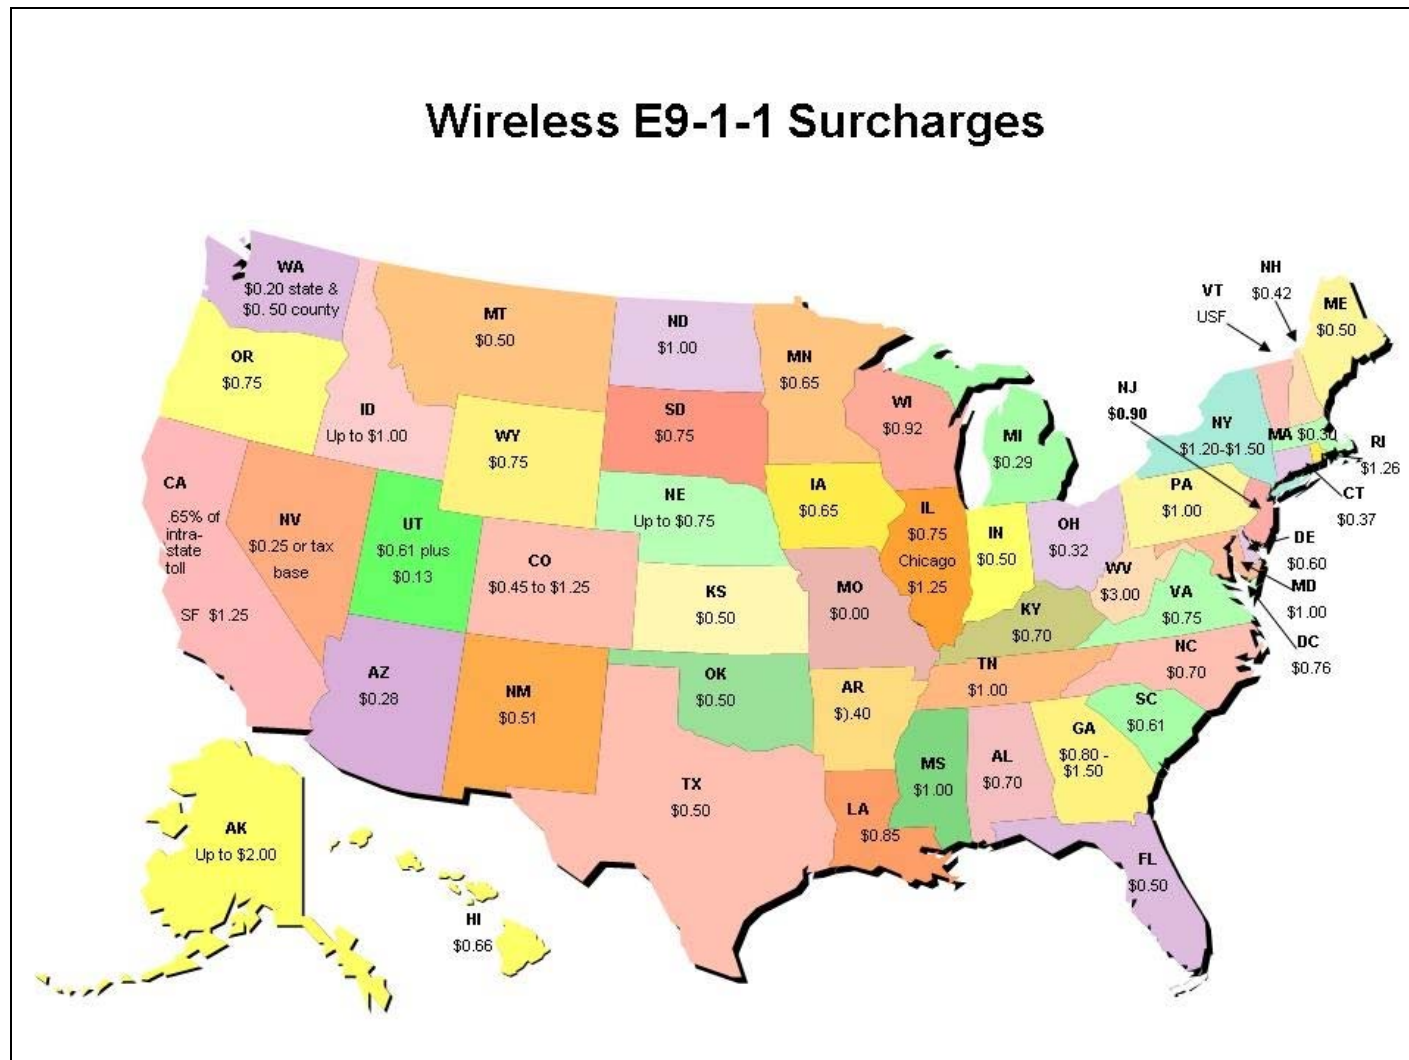 Wireless E9-1-1 Surcharges
WA
$0.20 state &
$0. 50 county
OR
$0.75
CA
.65% of
intra-
state
toll
SF $1.25
ID
Up to $1.00
NV
$0.25 or tax
base
MT
$0.50
WY
$0.75
UT
$0.61 plus
$0.13
AZ
$0.28
CO
$0.45 to $1.25
NM
$0.51
ND
$1.00
SD
$0.75
NE
Up to $0.75
KS
$0.50
OK
$0.50
TX
$0.50
MN
$0.65
IA
$0.65
MO
$0.00
AR
$).40
LA
$0.85
WI
$0.92
IL
$0.75
Chicago
$1.25
MI
$0.29
IN
$0.50
OH
$0.32
KY
$0.70
TN
$1.00
MS
$1.00
AL
$0.70
GA
$0.80 -
$1.50
FL
$0.50
SC
$0.61
NC
$0.70
VA
$0.75
WV
$3.00
PA
$1.00
NY
$1.20-$1.50
NJ
$0.90
VT
USF
NH
$0.42
ME
$0.50
MA $0.30
RI
$1.26
CT
$0.37
DE
$0.60
MD
$1.00
DC
$0.76
AK
Up to $2.00
HI
$0.66